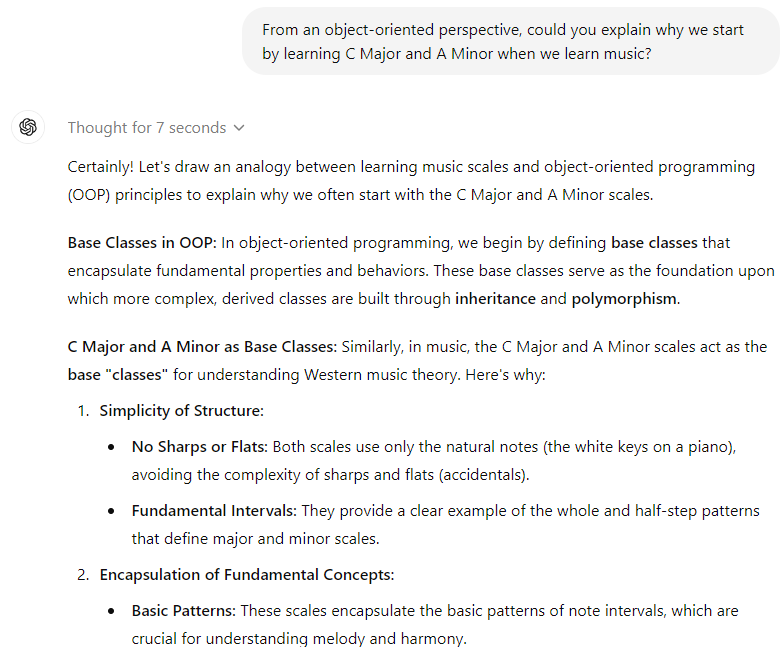 From an object-oriented perspective, could you explain why we start
by learning C Major and A Minor when we learn music?
Thought for 7 seconds
Certainly! Let's draw an analogy between learning music scales and object-oriented programming
(OOP) principles to explain why we often start with the C Major and A Minor scales.
Base Classes in OOP: In object-oriented programming, we begin by defining base classes that
encapsulate fundamental properties and behaviors. These base classes serve as the foundation upon
which more complex, derived classes are built through inheritance and polymorphism.
C Major and A Minor as Base Classes: Similarly, in music, the C Major and A Minor scales act as the
base "classes" for understanding Western music theory. Here's why:
1. Simplicity of Structure:
• No Sharps or Flats: Both scales use only the natural notes (the white keys on a piano),
avoiding the complexity of sharps and flats (accidentals).
• Fundamental Intervals: They provide a clear example of the whole and half-step patterns
that define major and minor scales.
2. Encapsulation of Fundamental Concepts:
• Basic Patterns: These scales encapsulate the basic patterns of note intervals, which are
crucial for understanding melody and harmony.